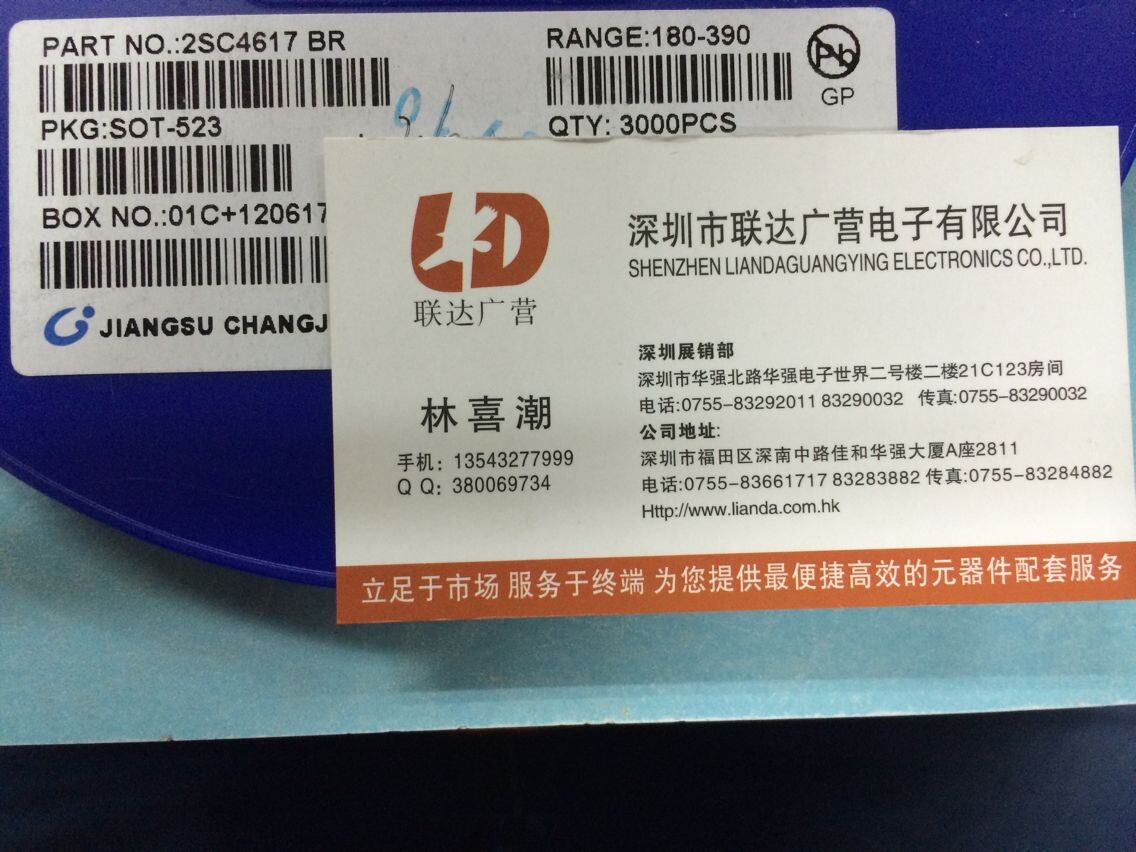 PART NO.:2SC4617 BR
RANGE:180-390
Pb
GP
PKG:SOT-523
QTY: 3000PCS
BOX NO.:01C+120617
JIANGSU CHANGJ
LD
联达广营
深圳市联达广营电子有限公司
SHENZHEN LIANDAGUANGYING ELECTRONICS CO.,LTD.
林喜潮
手机：13543277999
Q Q：380069734
深圳展销部
深圳市华强北路华强电子世界二号楼二楼21C123房间
电话:0755-83292011 83290032 传真:0755-83290032
公司地址:
深圳市福田区深南中路佳和华强大厦A座2811
电话:0755-83661717 83283882 传真:0755-83284882
Http://www.lianda.com.hk
立足于市场 服务于终端 为您提供最便捷高效的元器件配套服务